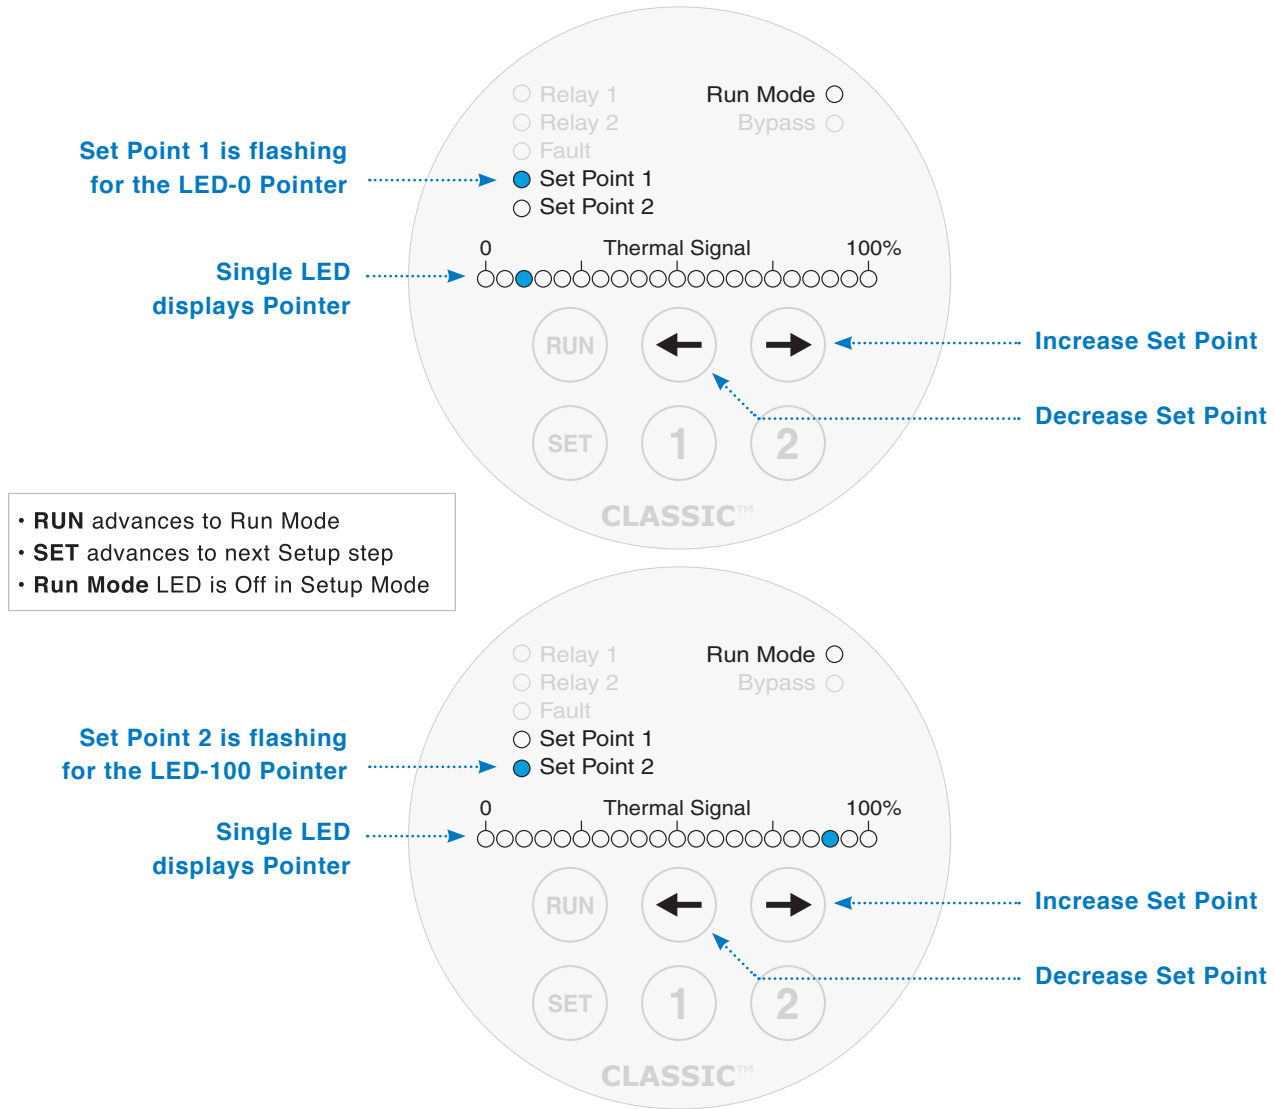 Relay 1
Run Mode
Relay 2
Bypass
Fault
Set Point 1 is flashing
for the LED-0 Pointer
Set Point 1
Set Point 2
0 Thermal Signal 100%
Single LED
displays Pointer
RUN
Increase Set Point
Decrease Set Point
SET
1
2
CLASSIC™
• RUN advances to Run Mode
• SET advances to next Setup step
• Run Mode LED is Off in Setup Mode
Relay 1
Run Mode
Relay 2
Bypass
Fault
Set Point 2 is flashing
for the LED-100 Pointer
Set Point 1
Set Point 2
0 Thermal Signal 100%
Single LED
displays Pointer
RUN
Increase Set Point
Decrease Set Point
SET
1
2
CLASSIC™